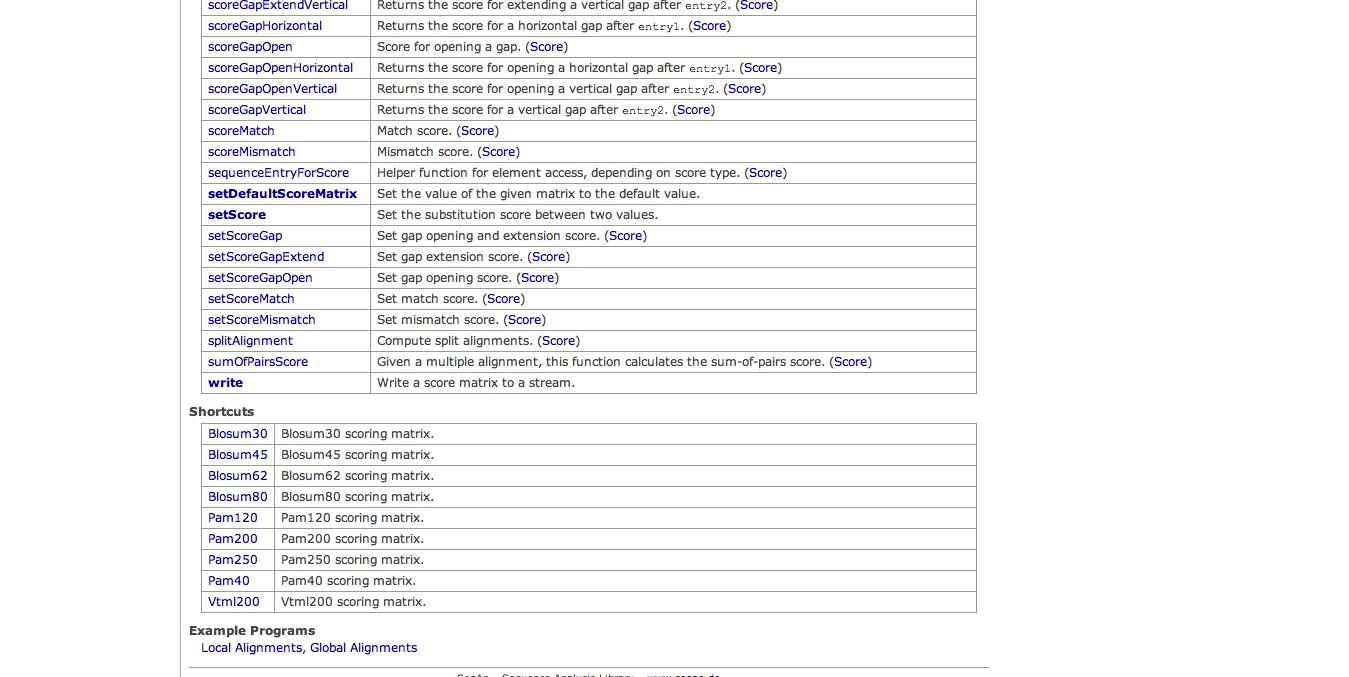 scoreGapExtendVertical Returns the score for extending a vertical gap after entry2. (Score)
scoreGapHorizontal Returns the score for a horizontal gap after entry1. (Score)
scoreGapOpen Score for opening a gap. (Score)
scoreGapOpenHorizontal Returns the score for opening a horizontal gap after entry1. (Score)
scoreGapOpenVertical Returns the score for opening a vertical gap after entry2. (Score)
scoreGapVertical Returns the score for a vertical gap after entry2. (Score)
scoreMatch Match score. (Score)
scoreMismatch Mismatch score. (Score)
sequenceEntryForScore Helper function for element access, depending on score type. (Score)
setDefaultScoreMatrix Set the value of the given matrix to the default value.
setScore Set the substitution score between two values.
setScoreGap Set gap opening and extension score. (Score)
setScoreGapExtend Set gap extension score. (Score)
setScoreGapOpen Set gap opening score. (Score)
setScoreMatch Set match score. (Score)
setScoreMismatch Set mismatch score. (Score)
splitAlignment Compute split alignments. (Score)
sumOfPairsScore Given a multiple alignment, this function calculates the sum-of-pairs score. (Score)
write Write a score matrix to a stream.
Shortcuts
Blosum30 Blosum30 scoring matrix.
Blosum45 Blosum45 scoring matrix.
Blosum62 Blosum62 scoring matrix.
Blosum80 Blosum80 scoring matrix.
Pam120 Pam120 scoring matrix.
Pam200 Pam200 scoring matrix.
Pam250 Pam250 scoring matrix.
Pam40 Pam40 scoring matrix.
Vtml200 Vtml200 scoring matrix.
Example Programs
Local Alignments, Global Alignments
SeqAn - Sequence Analysis Library - www.seqan.de